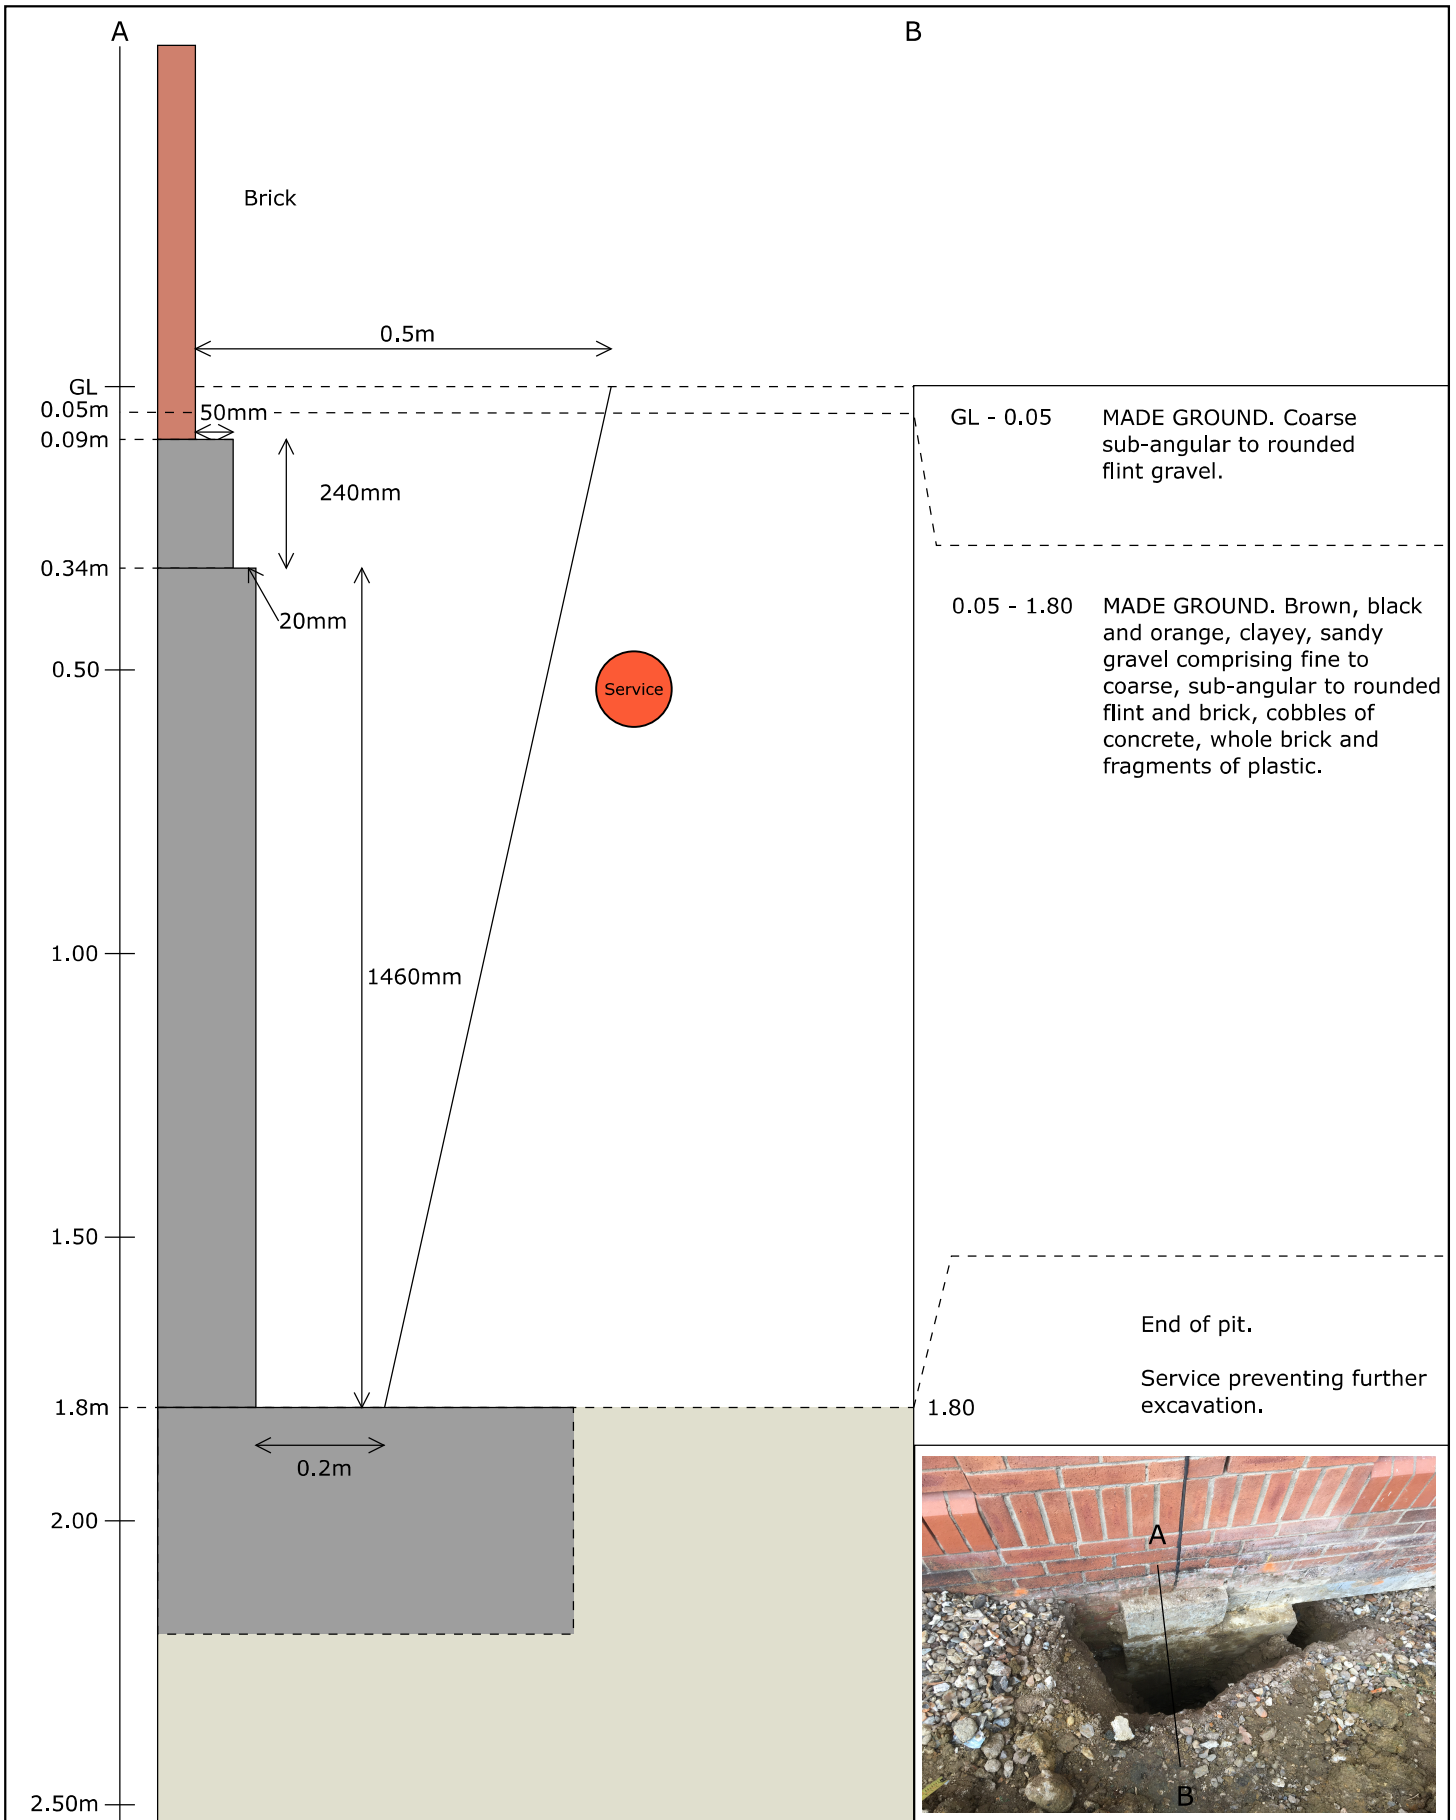 A
B
Brick
0.5m
GL
0.05m
50mm
0.09m
240mm
0.34m
20mm
0.50
Service
1.00
1460mm
1.50
1.8m
0.2m
2.00
2.50m
GL - 0.05
MADE GROUND. Coarse
sub-angular to rounded
flint gravel.
0.05 - 1.80
MADE GROUND. Brown, black
and orange, clayey, sandy
gravel comprising fine to
coarse, sub-angular to rounded
flint and brick, cobbles of
concrete, whole brick and
fragments of plastic.
End of pit.
Service preventing further
excavation.
1.80
A
B